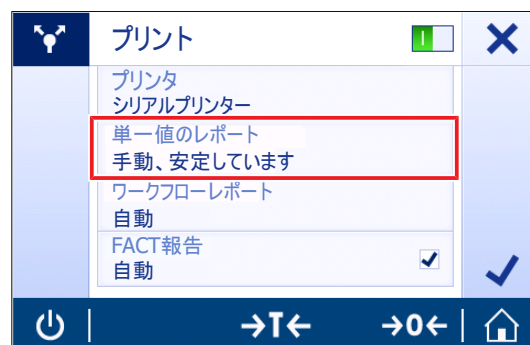 プリント
プリンタ
シリアルプリンター
単一値のレポート
手動、安定しています
ワークフローレポート
自動
FACT報告
自動
→T← →0←